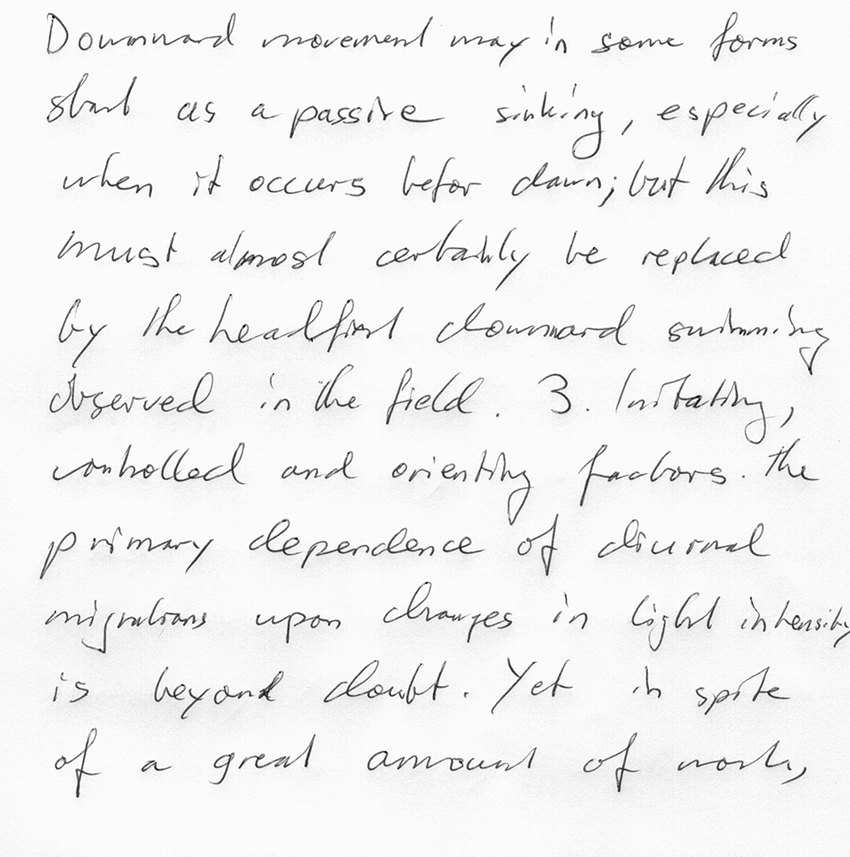 Downward movement may in some forms
start as a passive sinking, especially
when it occurs befor dawn; but this
must almost certainly be replaced
by the headfirst downward swimming
observed in the field. 3. Initating,
controlled and orienting factors. The
primary dependence of diurnal
migrations upon changes in light intensity
is beyond doubt. Yet in spite
of a great amount of work,